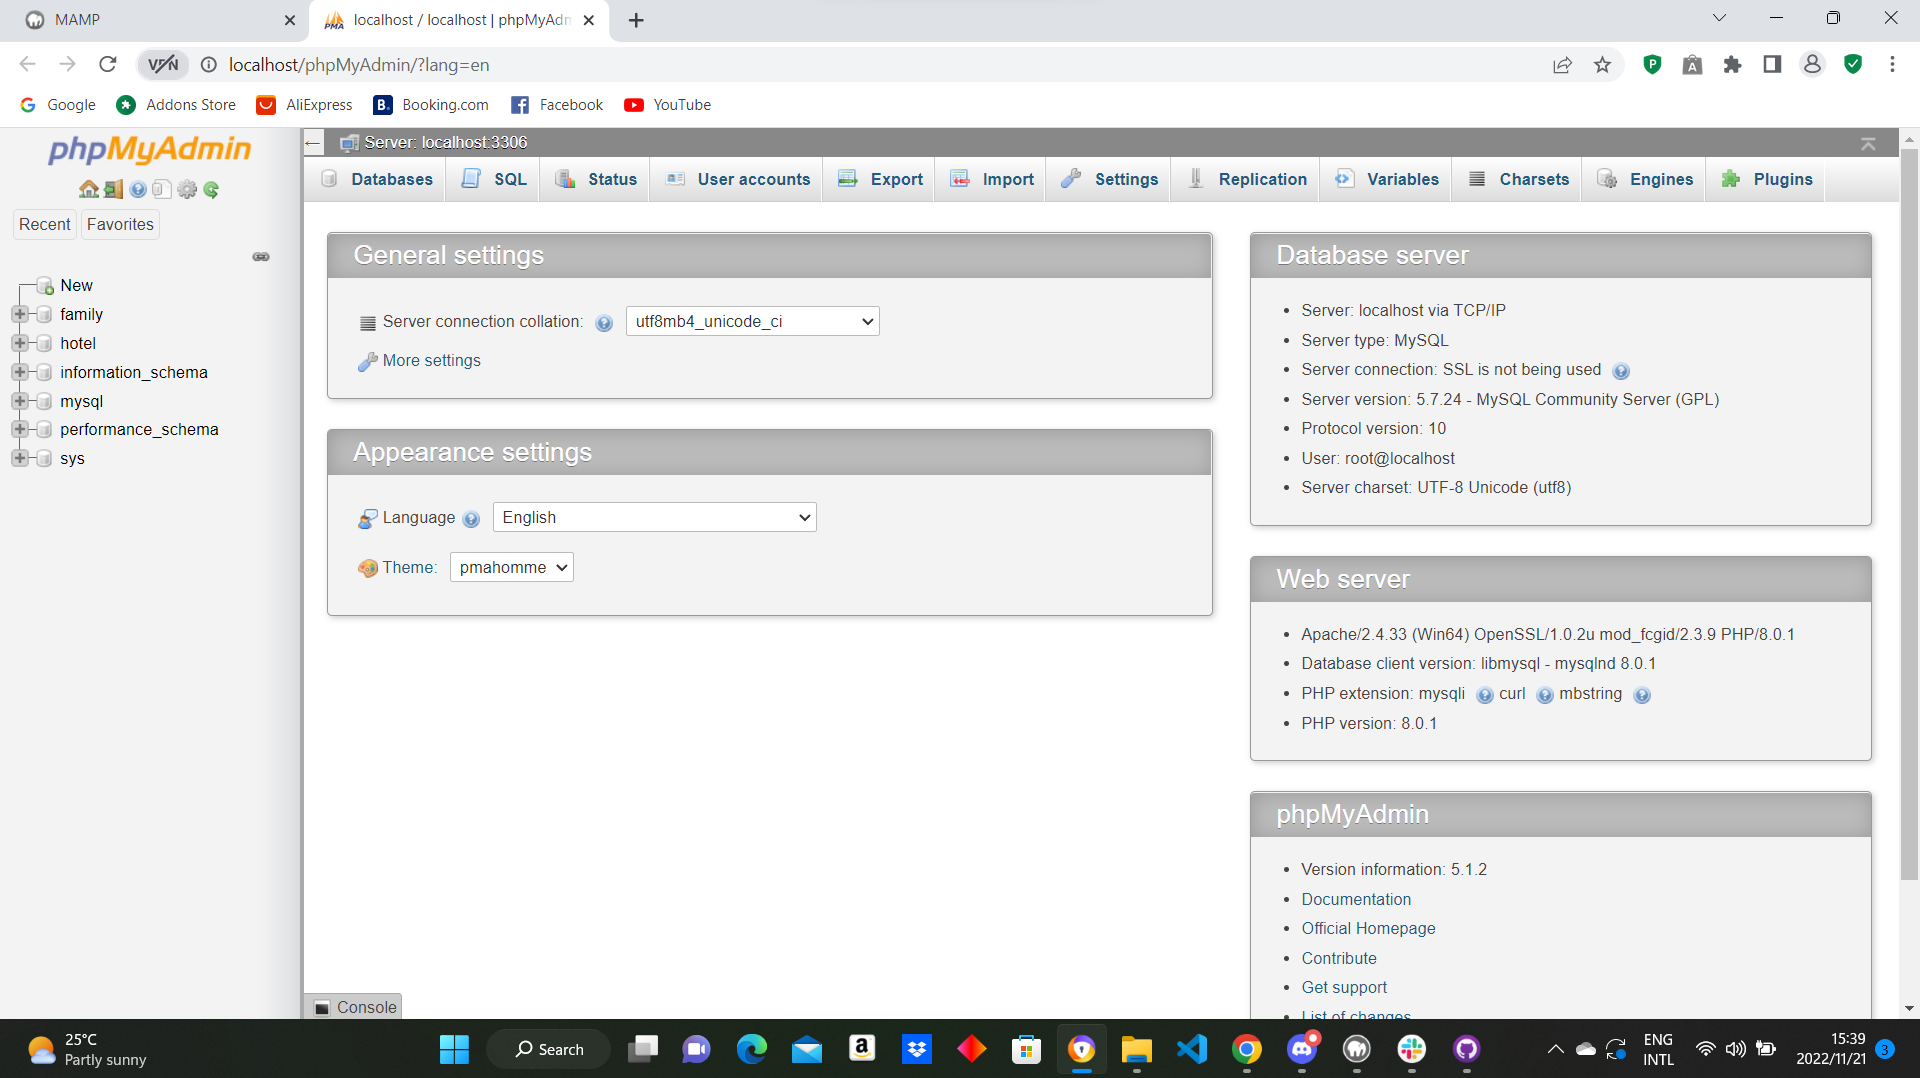 MAMP
localhost / localhost | phpMyAdm
VPN
localhost/phpMyAdmin/?lang=en
Google
Addons Store
AliExpress
Booking.com
Facebook
YouTube
phpMyAdmin
Recent
Favorites
New
family
hotel
information_schema
mysql
performance_schema
sys
Server: localhost:3306
Databases
SQL
Status
User accounts
Export
Import
Settings
Replication
Variables
Charsets
Engines
Plugins
General settings
Server connection collation:
utf8mb4_unicode_ci
More settings
Appearance settings
Language
English
Theme:
pmahomme
Database server
Server: localhost via TCP/IP
Server type: MySQL
Server connection: SSL is not being used
Server version: 5.7.24 - MySQL Community Server (GPL)
Protocol version: 10
User: root@localhost
Server charset: UTF-8 Unicode (utf8)
Web server
Apache/2.4.33 (Win64) OpenSSL/1.0.2u mod_fcgid/2.3.9 PHP/8.0.1
Database client version: libmysql - mysqlnd 8.0.1
PHP extension: mysqli curl mbstring
PHP version: 8.0.1
phpMyAdmin
Version information: 5.1.2
Documentation
Official Homepage
Contribute
Get support
List of changes
Console
25°C
Partly sunny
Search
ENG
INTL
15:39
2022/11/21
3